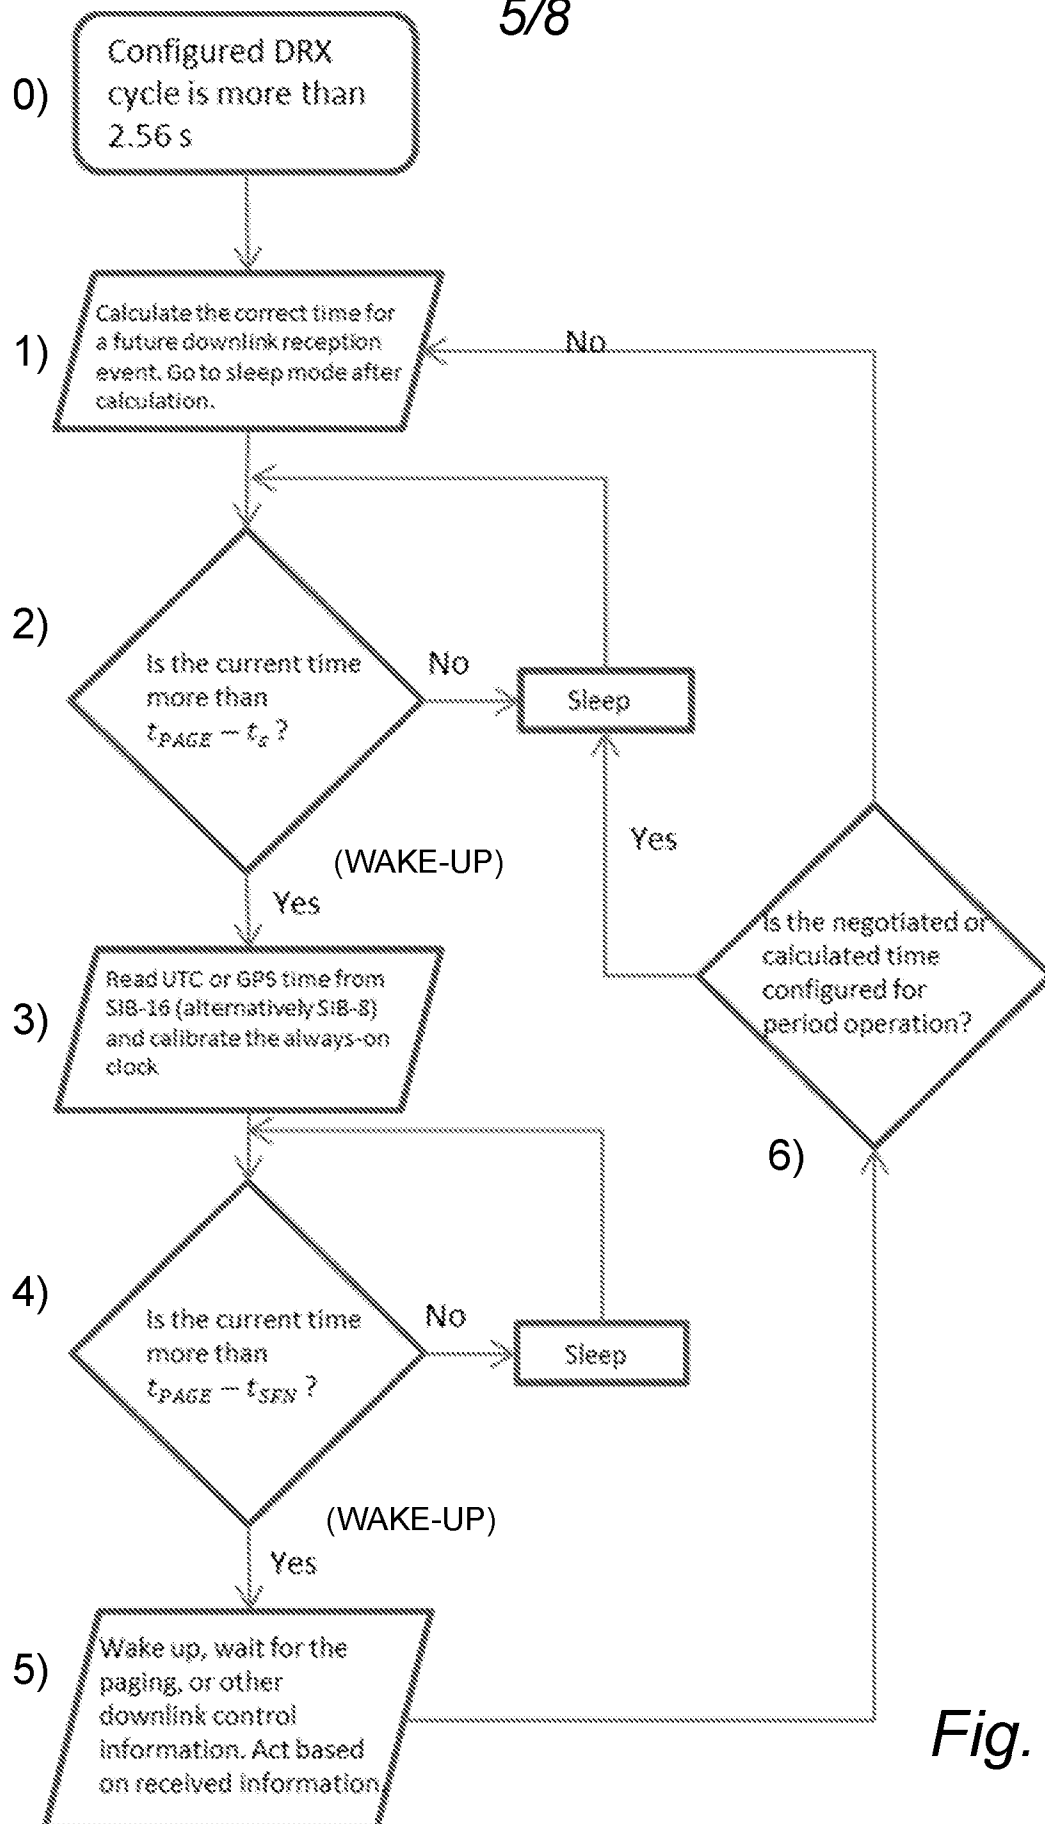 5/8
0)
Configured DRX
cycle is more than
2.56 s
1)
Calculate the correct time for
a future downlink reception
event. Go to sleep mode after
calculation.
No
2)
Is the current time
more than
t_PAGE − t_s ?
No
Sleep
(WAKE-UP)
Yes
Yes
3)
Read UTC or GPS time from
SIB-16 (alternatively SIB-8)
and calibrate the always-on
clock
Is the negotiated or
calculated time
configured for
period operation?
6)
4)
Is the current time
more than
t_PAGE − t_SFN ?
No
Sleep
(WAKE-UP)
Yes
5)
Wake up, wait for the
paging, or other
downlink control
information. Act based
on received information.
Fig.